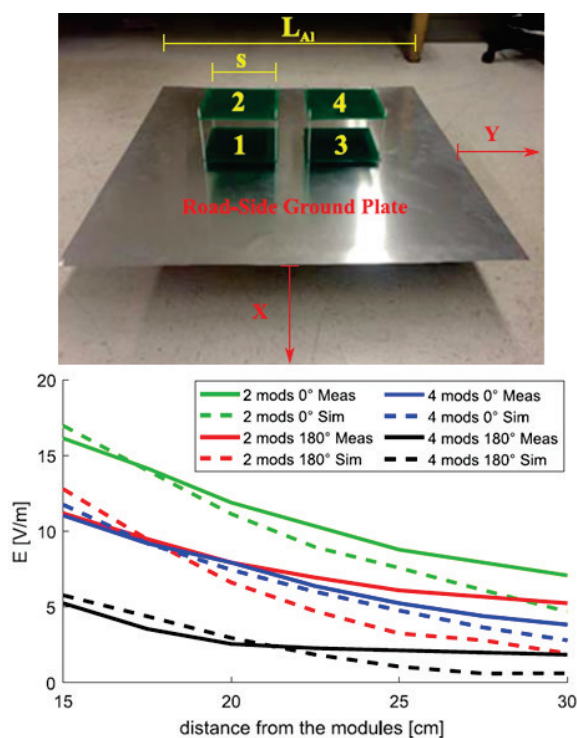 L_Al
s
2 4
1 3
Y
Road-Side Ground Plate
X
20
15
10
5
0
E [V/m]
2 mods 0° Meas
2 mods 0° Sim
2 mods 180° Meas
2 mods 180° Sim
4 mods 0° Meas
4 mods 0° Sim
4 mods 180° Meas
4 mods 180° Sim
15 20 25 30
distance from the modules [cm]